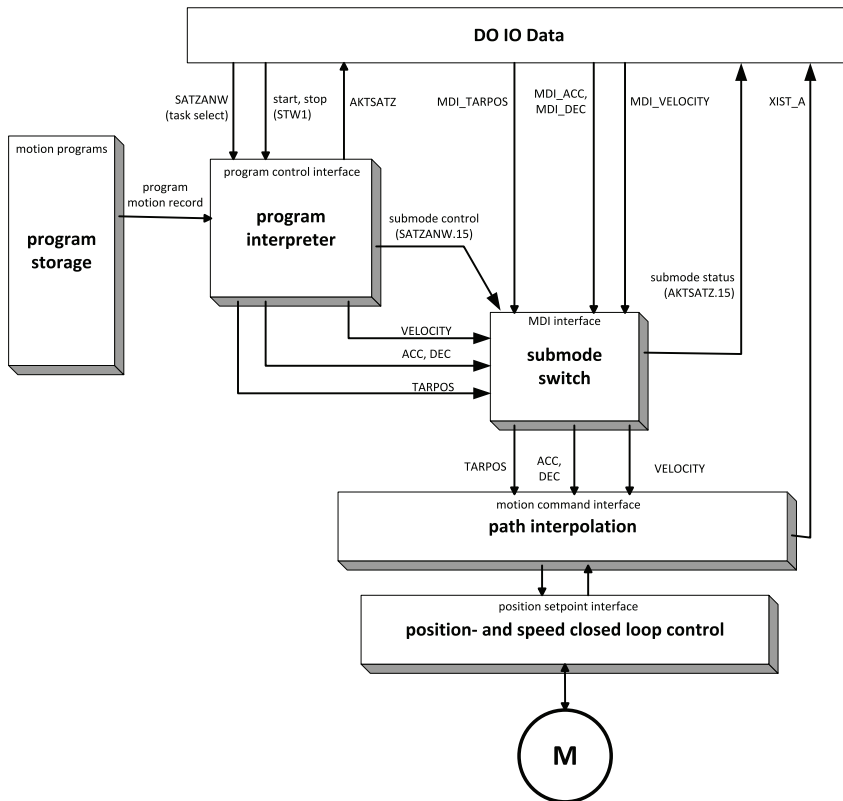 DO IO Data
SATZANW
(task select)
start, stop
(STW1)
AKTSATZ
MDI_TARPOS
MDI_ACC,
MDI_DEC
MDI_VELOCITY
XIST_A
motion programs
program
storage
program
motion record
program control interface
program
interpreter
submode control
(SATZANW.15)
submode status
(AKTSATZ.15)
VELOCITY
ACC, DEC
TARPOS
MDI interface
submode
switch
TARPOS
ACC,
DEC
VELOCITY
motion command interface
path interpolation
position setpoint interface
position- and speed closed loop control
M